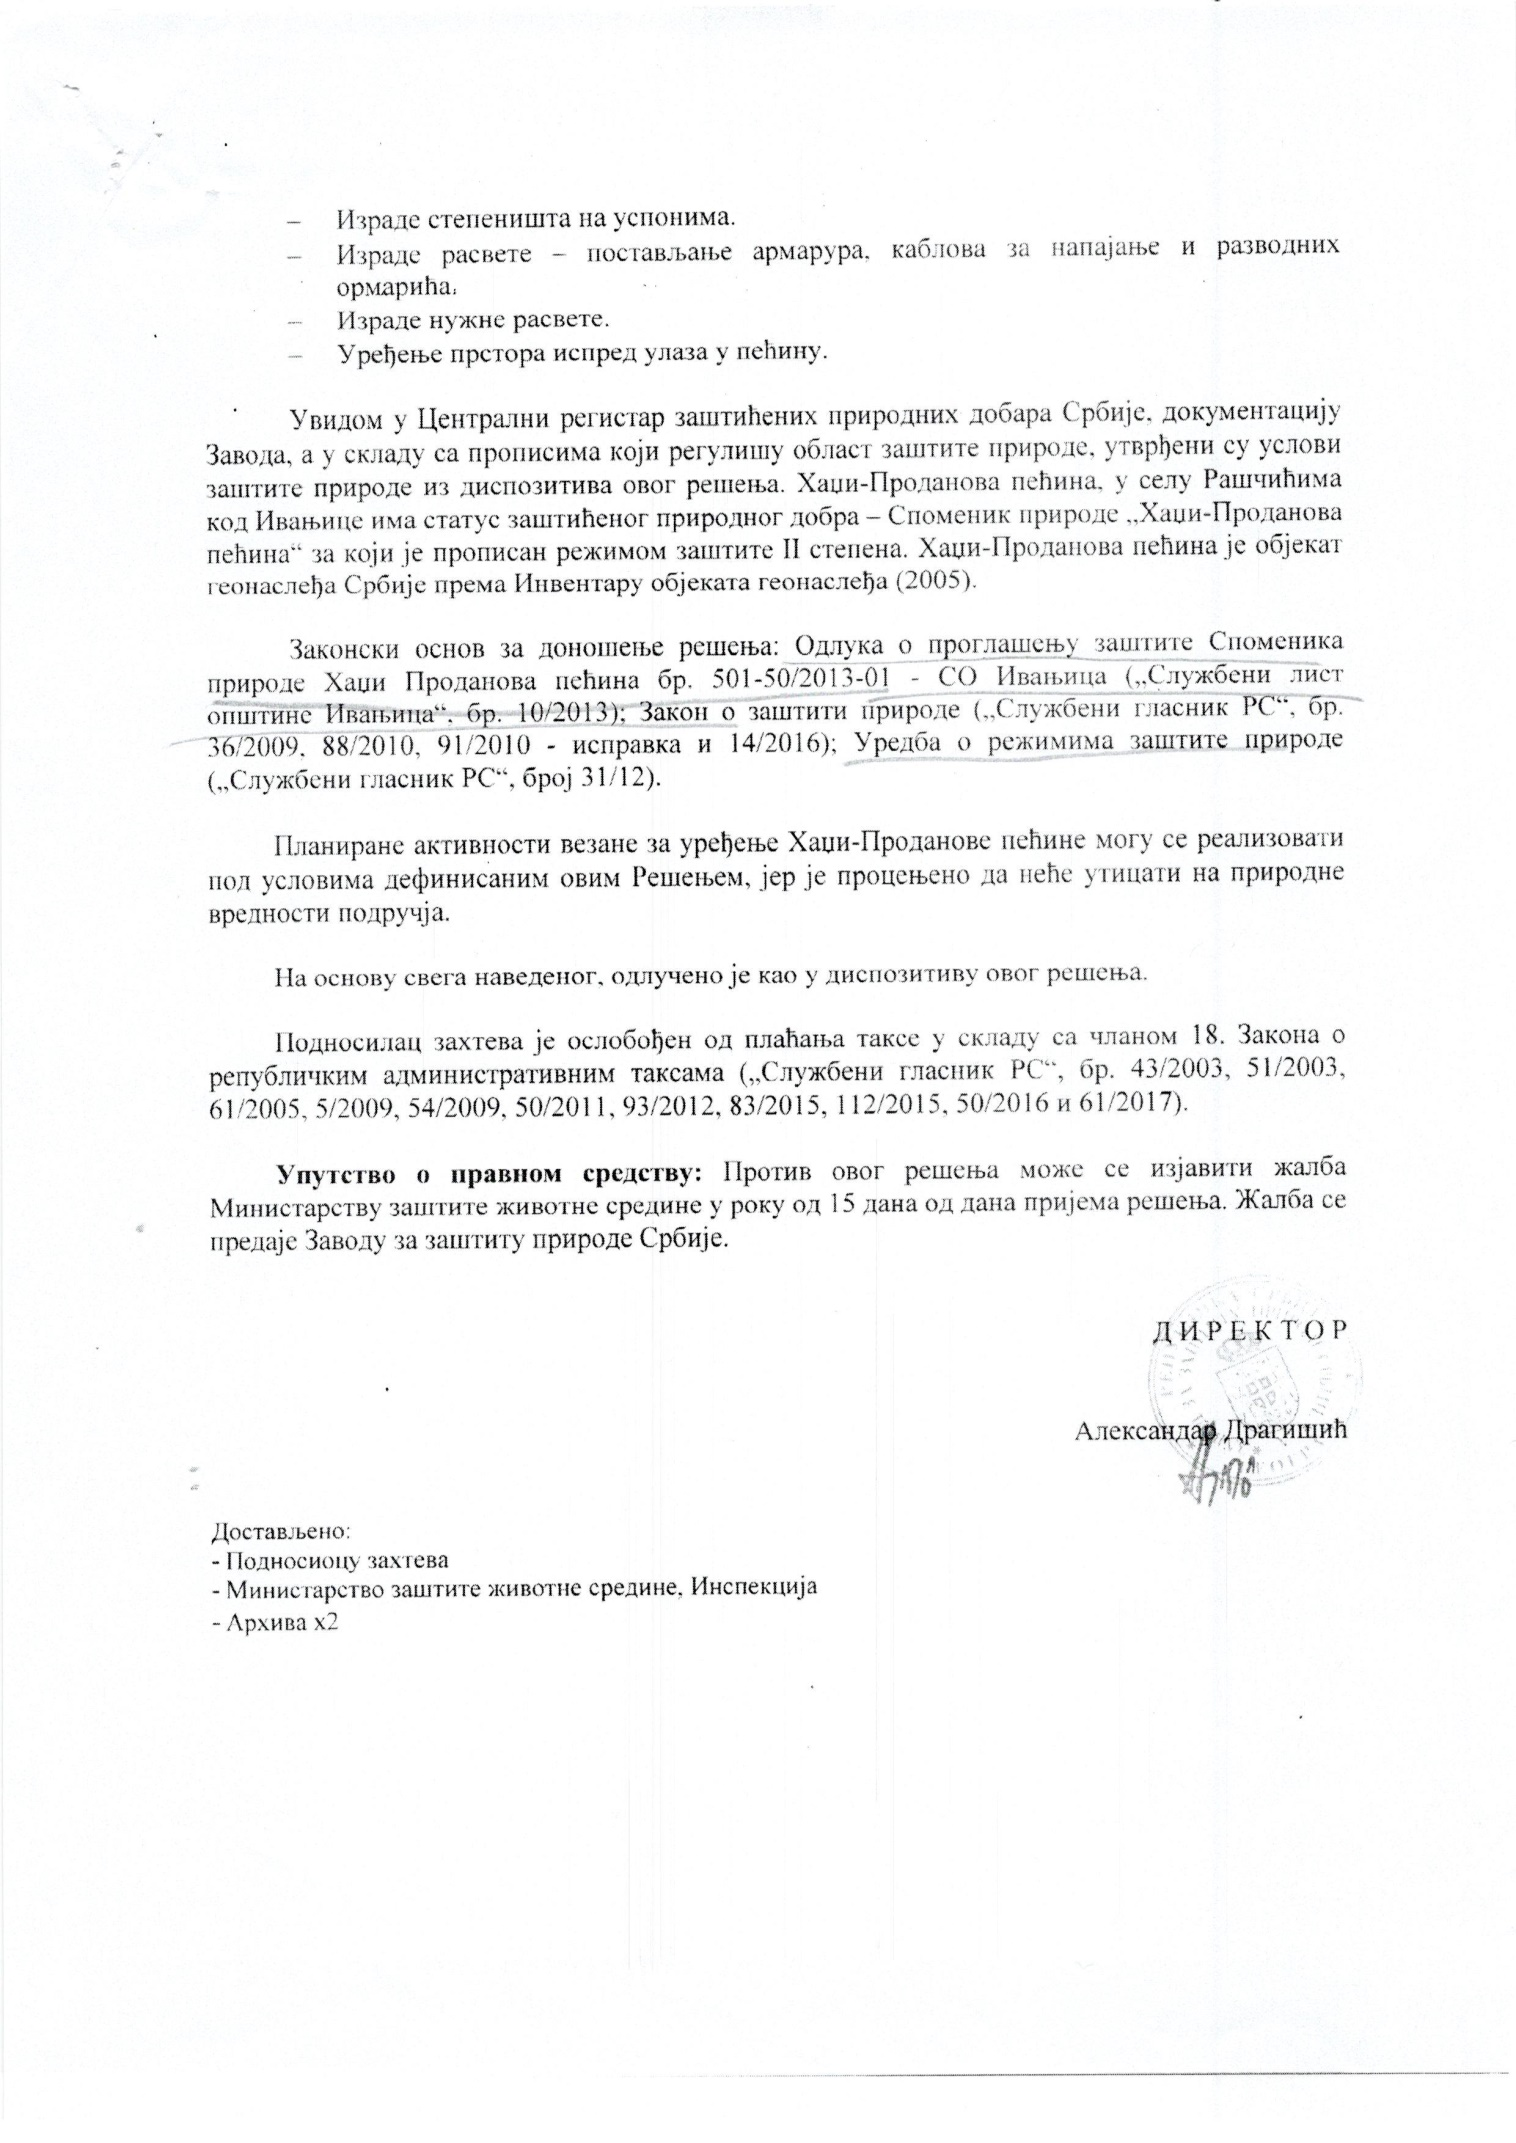 – Израде степеништа на успонима.
– Израде расвете – постављање армарура, каблова за напајање и разводних
ормарића.
– Израде нужне расвете.
– Уређење прстора испред улаза у пећину.
Увидом у Централни регистар заштићених природних добара Србије, документацију
Завода, а у складу са прописима који регулишу област заштите природе, утврђени су услови
заштите природе из диспозитива овог решења. Хаџи-Проданова пећина, у селу Рашчићима
код Ивањице има статус заштићеног природног добра – Споменик природе „Хаџи-Проданова
пећина“ за који је прописан режимом заштите II степена. Хаџи-Проданова пећина је објекат
геонаслеђа Србије према Инвентару објеката геонаслеђа (2005).
Законски основ за доношење решења: Одлука о проглашењу заштите Споменика
природе Хаџи Проданова пећина бр. 501-50/2013-01 - СО Ивањица („Службени лист
општине Ивањица“, бр. 10/2013); Закон о заштити природе („Службени гласник РС“, бр.
36/2009, 88/2010, 91/2010 - исправка и 14/2016); Уредба о режимима заштите природе
(„Службени гласник РС“, број 31/12).
Планиране активности везане за уређење Хаџи-Проданове пећине могу се реализовати
под условима дефинисаним овим Решењем, јер је процењено да неће утицати на природне
вредности подручја.
На основу свега наведеног, одлучено је као у диспозитиву овог решења.
Подносилац захтева је ослобођен од плаћања таксе у складу са чланом 18. Закона о
републичким административним таксама („Службени гласник РС“, бр. 43/2003, 51/2003,
61/2005, 5/2009, 54/2009, 50/2011, 93/2012, 83/2015, 112/2015, 50/2016 и 61/2017).
Упутство о правном средству: Против овог решења може се изјавити жалба
Министарству заштите животне средине у року од 15 дана од дана пријема решења. Жалба се
предаје Заводу за заштиту природе Србије.
Д И Р Е К Т О Р
Александар Драгишић
Достављено:
- Подносиоцу захтева
- Министарство заштите животне средине, Инспекција
- Архива x2